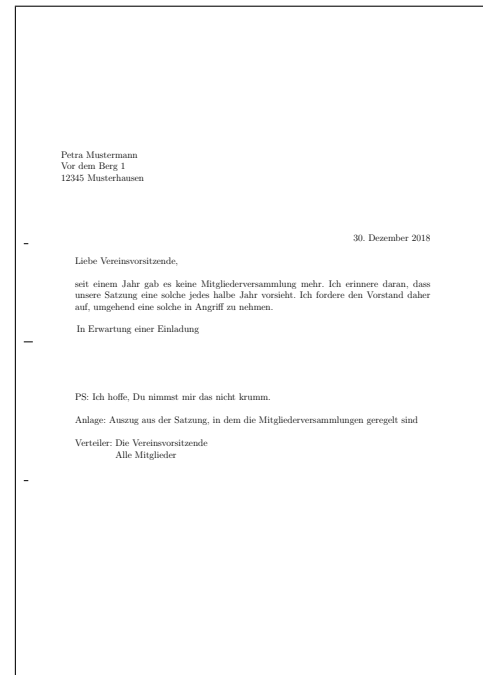 Petra Mustermann
Vor dem Berg 1
12345 Musterhausen
30. Dezember 2018
Liebe Vereinsvorsitzende,
seit einem Jahr gab es keine Mitgliederversammlung mehr. Ich erinnere daran, dass
unsere Satzung eine solche jedes halbe Jahr vorsieht. Ich fordere den Vorstand daher
auf, umgehend eine solche in Angriff zu nehmen.
In Erwartung einer Einladung
PS: Ich hoffe, Du nimmst mir das nicht krumm.
Anlage: Auszug aus der Satzung, in dem die Mitgliederversammlungen geregelt sind
Verteiler: Die Vereinsvorsitzende
Alle Mitglieder